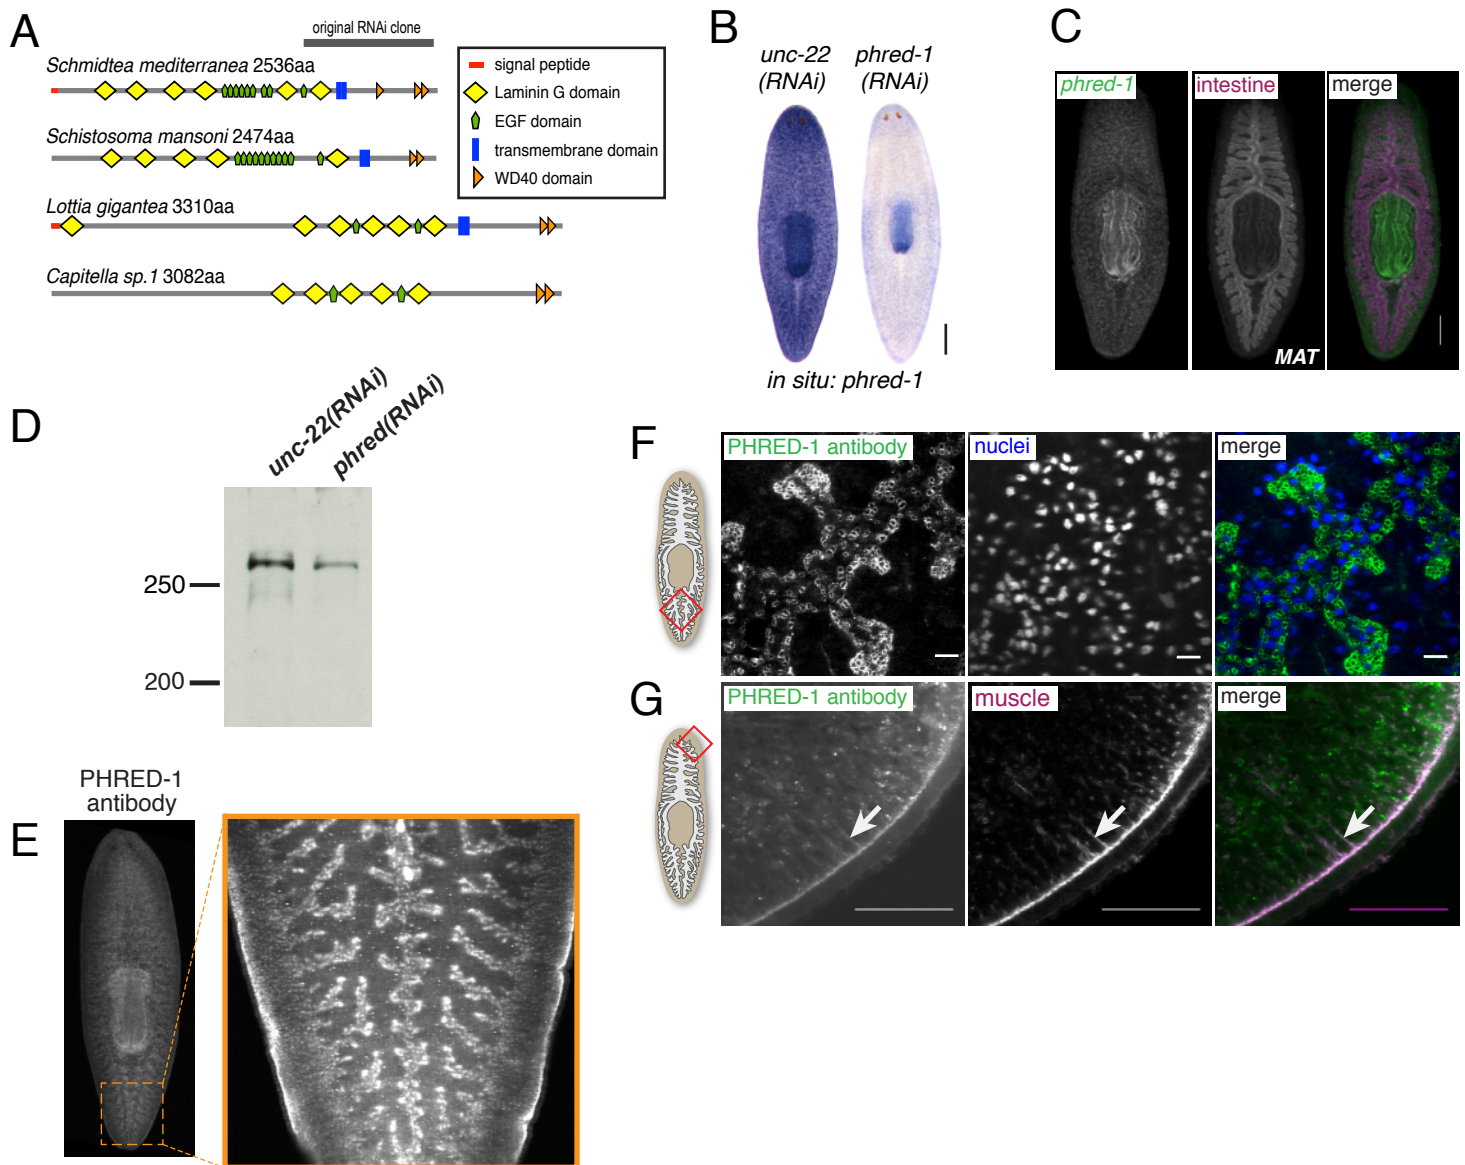 A
original RNAi clone
Schmidtea mediterranea 2536aa
Schistosoma mansoni 2474aa
Lottia gigantea 3310aa
Capitella sp.1 3082aa
signal peptide
Laminin G domain
EGF domain
transmembrane domain
WD40 domain
B
unc-22 phred-1
(RNAi) (RNAi)
in situ: phred-1
C
phred-1 intestine merge
MAT
D
unc-22(RNAi)
phred(RNAi)
250
200
E
PHRED-1
antibody
F
PHRED-1 antibody nuclei merge
G
PHRED-1 antibody muscle merge